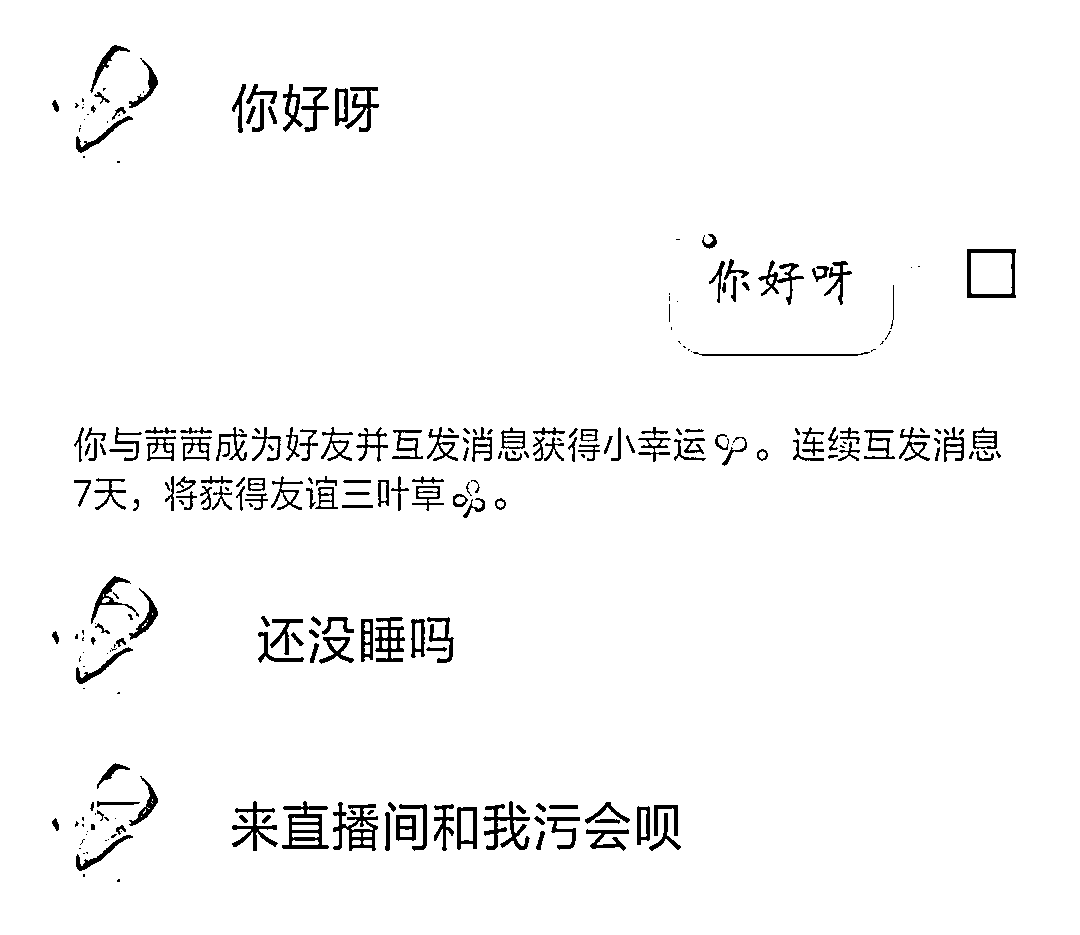 你好呀
你好呀
你与茜茜成为好友并互发消息获得小幸运。连续互发消息
7天，将获得友谊三叶草。
还没睡吗
来直播间和我污会呗